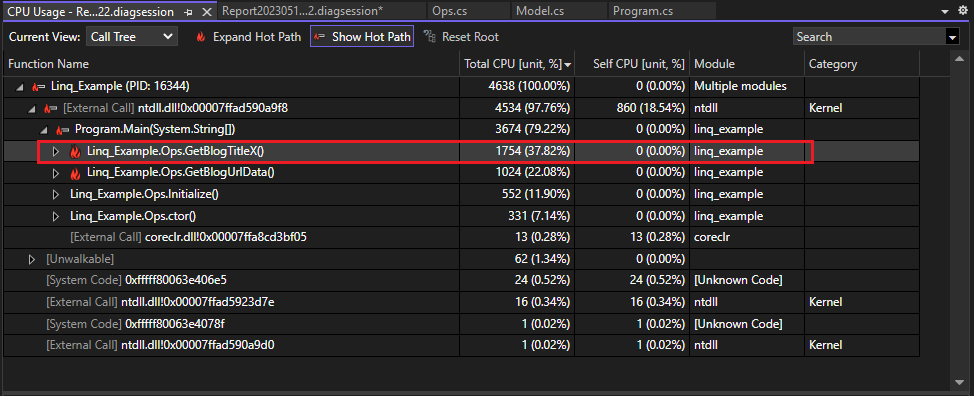 CPU Usage - Re...22.diagsession Report2023051...2.diagsession* Ops.cs Model.cs Program.cs
Current View: Call Tree Expand Hot Path Show Hot Path Reset Root Search
Function Name Total CPU [unit, %] Self CPU [unit, %] Module Category
Linq_Example (PID: 16344) 4638 (100.00%) 0 (0.00%) Multiple modules
[External Call] ntdll.dll!0x00007ffad590a9f8 4534 (97.76%) 860 (18.54%) ntdll Kernel
Program.Main(System.String[]) 3674 (79.22%) 0 (0.00%) linq_example
Linq_Example.Ops.GetBlogTitleX() 1754 (37.82%) 0 (0.00%) linq_example
Linq_Example.Ops.GetBlogUrlData() 1024 (22.08%) 0 (0.00%) linq_example
Linq_Example.Ops.Initialize() 552 (11.90%) 0 (0.00%) linq_example
Linq_Example.Ops.ctor() 331 (7.14%) 0 (0.00%) linq_example
[External Call] coreclr.dll!0x00007ffa8cd3bf05 13 (0.28%) 13 (0.28%) coreclr
[Unwalkable] 62 (1.34%) 0 (0.00%)
[System Code] 0xfffff80063e406e5 24 (0.52%) 24 (0.52%) [Unknown Code]
[External Call] ntdll.dll!0x00007ffad5923d7e 16 (0.34%) 16 (0.34%) ntdll Kernel
[System Code] 0xfffff80063e4078f 1 (0.02%) 1 (0.02%) [Unknown Code]
[External Call] ntdll.dll!0x00007ffad590a9d0 1 (0.02%) 1 (0.02%) ntdll Kernel